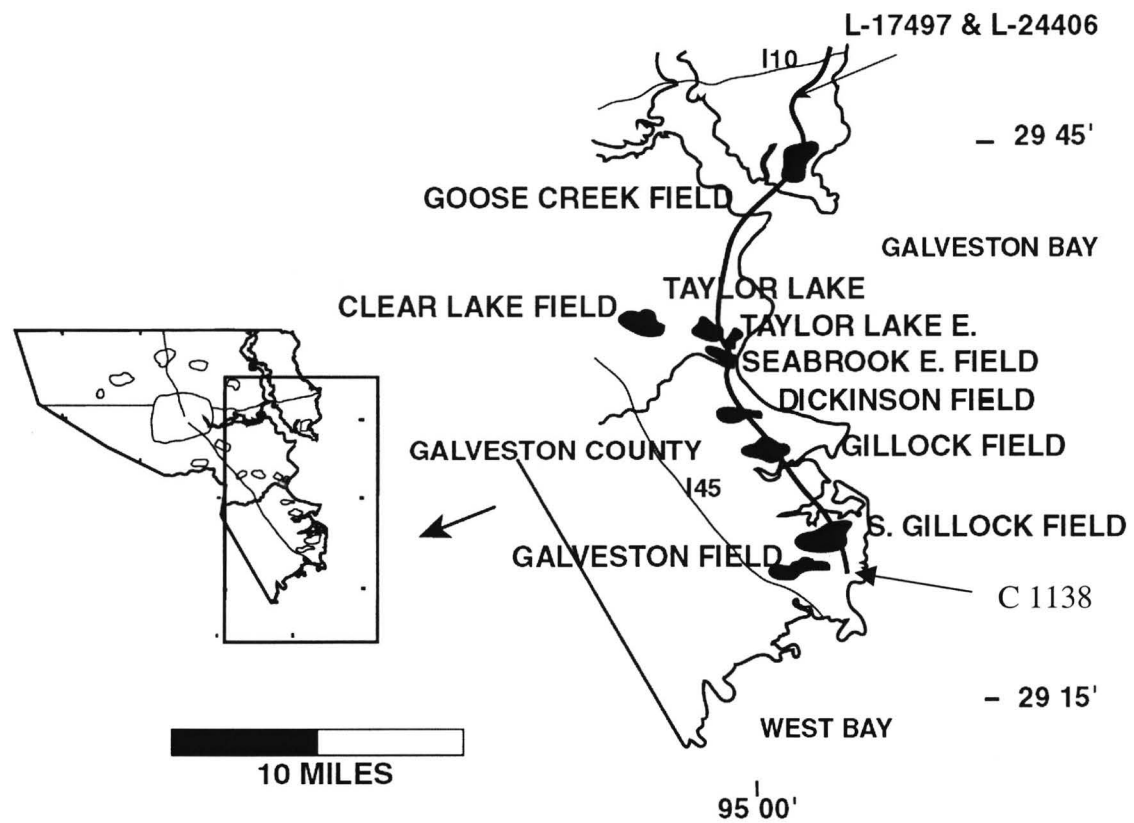 L-17497 & L-24406
I10
29 45'
GOOSE CREEK FIELD
GALVESTON BAY
TAYLOR LAKE
CLEAR LAKE FIELD
TAYLOR LAKE E.
SEABROOK E. FIELD
DICKINSON FIELD
GALVESTON COUNTY
GILLOCK FIELD
I45
S. GILLOCK FIELD
GALVESTON FIELD
C 1138
29 15'
WEST BAY
10 MILES
95 00'